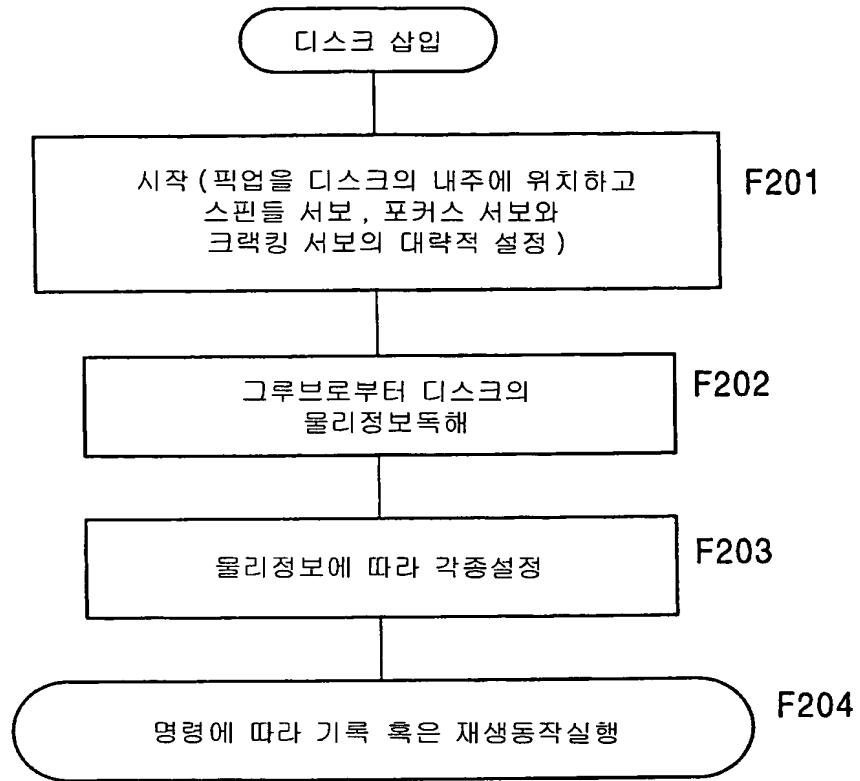 디스크 삽입
시작 (픽업을 디스크의 내주에 위치하고
스핀들 서보, 포커스 서보와
크랙킹 서보의 대략적 설정)
F201
그루브로부터 디스크의
물리정보독해
F202
물리정보에 따라 각종설정
F203
명령에 따라 기록 혹은 재생동작실행
F204